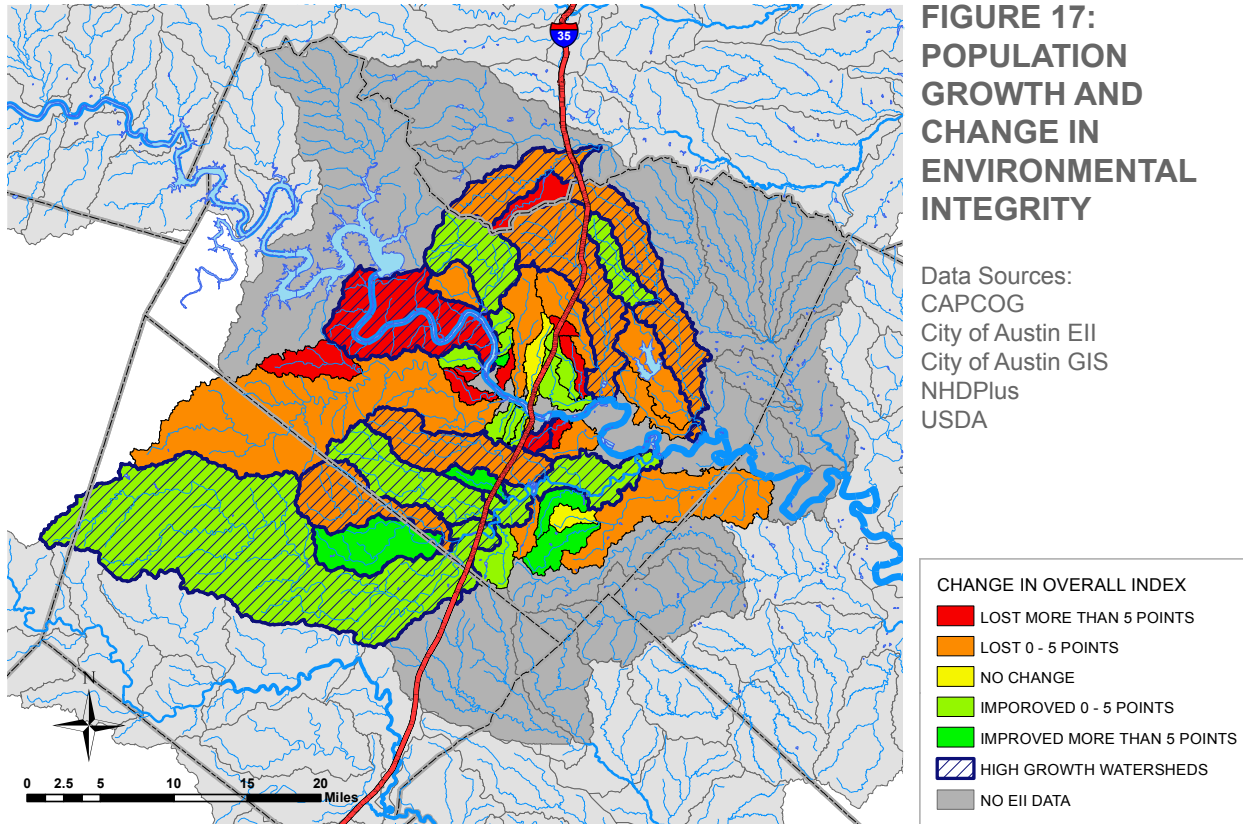 35
FIGURE 17:
POPULATION
GROWTH AND
CHANGE IN
ENVIRONMENTAL
INTEGRITY
Data Sources:
CAPCOG
City of Austin EII
City of Austin GIS
NHDPlus
USDA
CHANGE IN OVERALL INDEX
LOST MORE THAN 5 POINTS
LOST 0 - 5 POINTS
NO CHANGE
IMPOROVED 0 - 5 POINTS
IMPROVED MORE THAN 5 POINTS
HIGH GROWTH WATERSHEDS
NO EII DATA
N
0 2.5 5 10 15 20
Miles